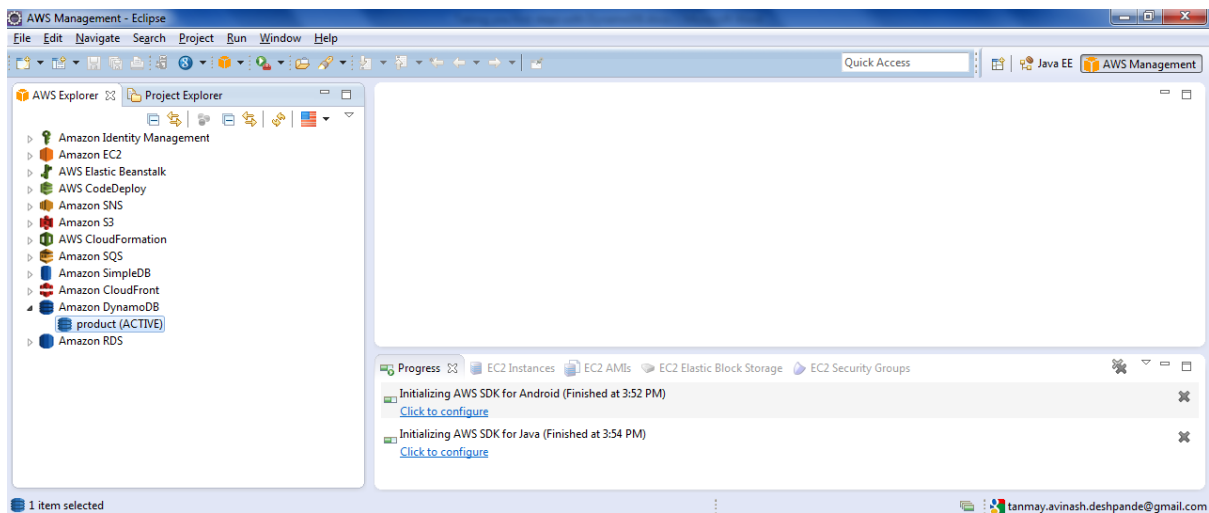 AWS Management - Eclipse
File Edit Navigate Search Project Run Window Help
Quick Access
Java EE
AWS Management
AWS Explorer
Project Explorer
Amazon Identity Management
Amazon EC2
AWS Elastic Beanstalk
AWS CodeDeploy
Amazon SNS
Amazon S3
AWS CloudFormation
Amazon SQS
Amazon SimpleDB
Amazon CloudFront
Amazon DynamoDB
product (ACTIVE)
Amazon RDS
Progress EC2 Instances EC2 AMIs EC2 Elastic Block Storage EC2 Security Groups
Initializing AWS SDK for Android (Finished at 3:52 PM)
Click to configure
Initializing AWS SDK for Java (Finished at 3:54 PM)
Click to configure
1 item selected
tanmay.avinash.deshpande@gmail.com